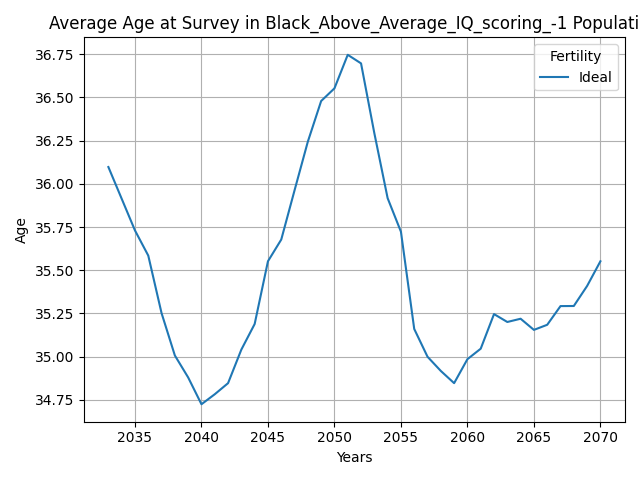 Average Age at Survey in Black_Above_Average_IQ_scoring_-1 Populati
Fertility
Ideal
36.75
36.50
36.25
36.00
35.75
35.50
35.25
35.00
34.75
Age
2035 2040 2045 2050 2055 2060 2065 2070
Years